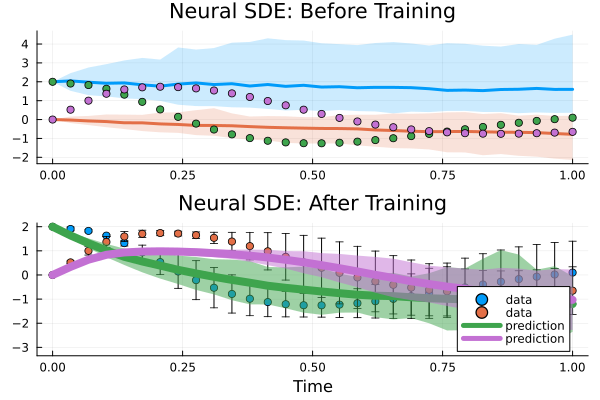 Neural SDE: Before Training
4
3
2
1
0
−1
−2
0.00 0.25 0.50 0.75 1.00
Neural SDE: After Training
2
1
0
−1
−2
−3
data
data
prediction
prediction
0.00 0.25 0.50 0.75 1.00
Time